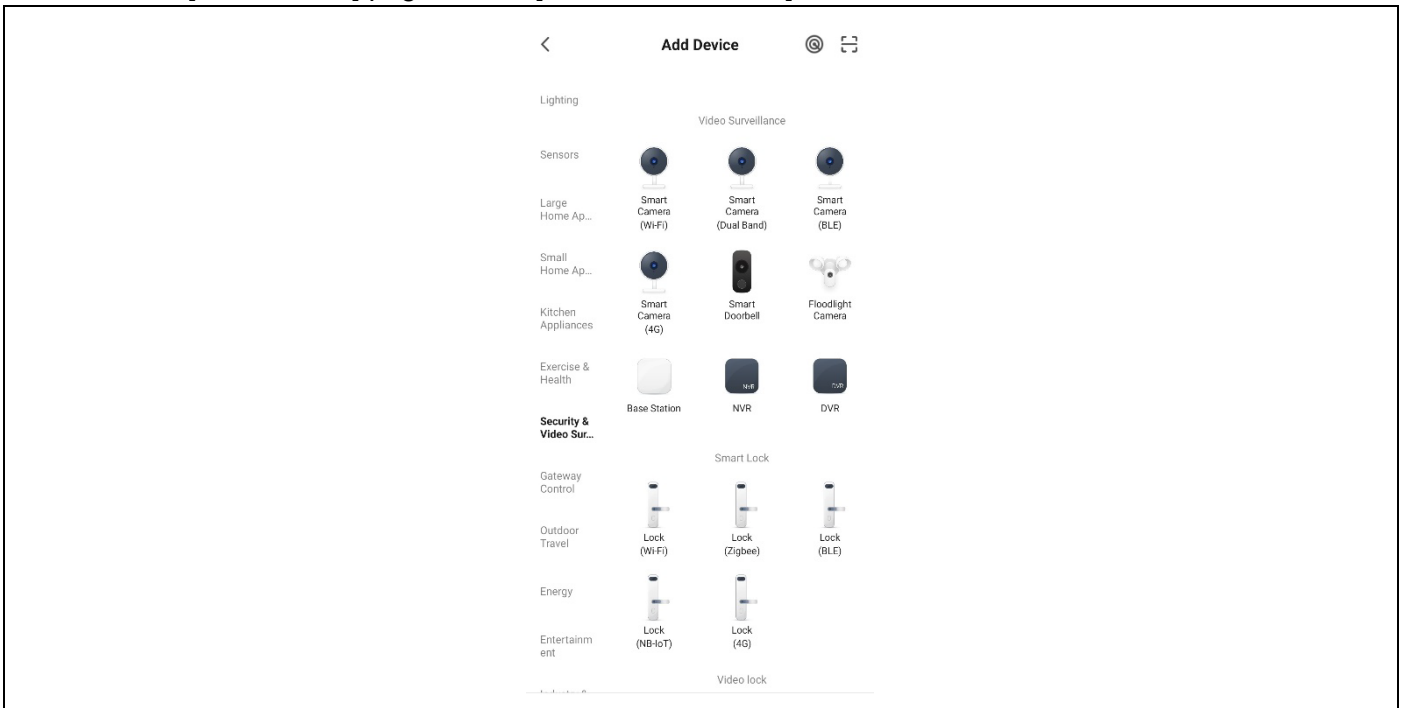 Add Device
Lighting
Sensors
Large
Home Ap...
Small
Home Ap...
Kitchen
Appliances
Exercise &
Health
Security &
Video Sur...
Gateway
Control
Outdoor
Travel
Energy
Entertainm
ent
Video Surveillance
Smart
Camera
(Wi-Fi)
Smart
Camera
(Dual Band)
Smart
Camera
(BLE)
Smart
Camera
(4G)
Smart
Doorbell
Floodlight
Camera
Base Station
NVR
NVR
DVR
DVR
Smart Lock
Lock
(Wi-Fi)
Lock
(Zigbee)
Lock
(BLE)
Lock
(NB-IoT)
Lock
(4G)
Video lock